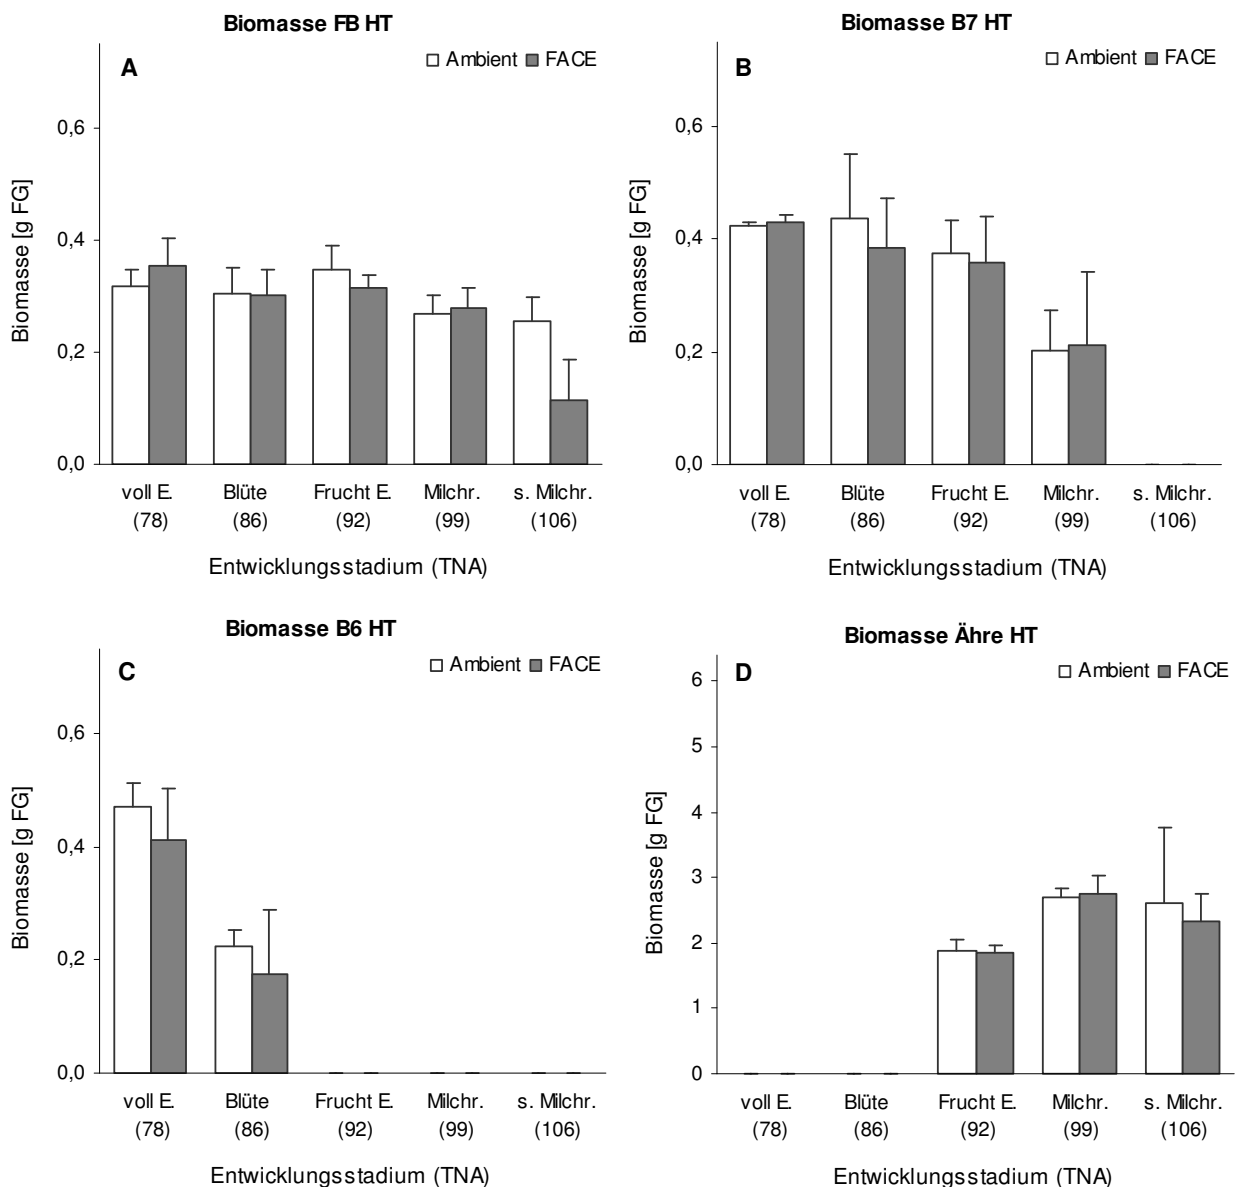 Biomasse FB HT
A
Ambient FACE
0,6
0,4
0,2
0,0
Biomasse [g FG]
voll E. Blüte Frucht E. Milchr. s. Milchr.
(78) (86) (92) (99) (106)
Entwicklungsstadium (TNA)
Biomasse B7 HT
B
Ambient FACE
0,6
0,4
0,2
0,0
Biomasse [g FG]
voll E. Blüte Frucht E. Milchr. s. Milchr.
(78) (86) (92) (99) (106)
Entwicklungsstadium (TNA)
Biomasse B6 HT
C
Ambient FACE
0,6
0,4
0,2
0,0
Biomasse [g FG]
voll E. Blüte Frucht E. Milchr. s. Milchr.
(78) (86) (92) (99) (106)
Entwicklungsstadium (TNA)
Biomasse Ähre HT
D
Ambient FACE
6
5
4
3
2
1
0
Biomasse [g FG]
voll E. Blüte Frucht E. Milchr. s. Milchr.
(78) (86) (92) (99) (106)
Entwicklungsstadium (TNA)